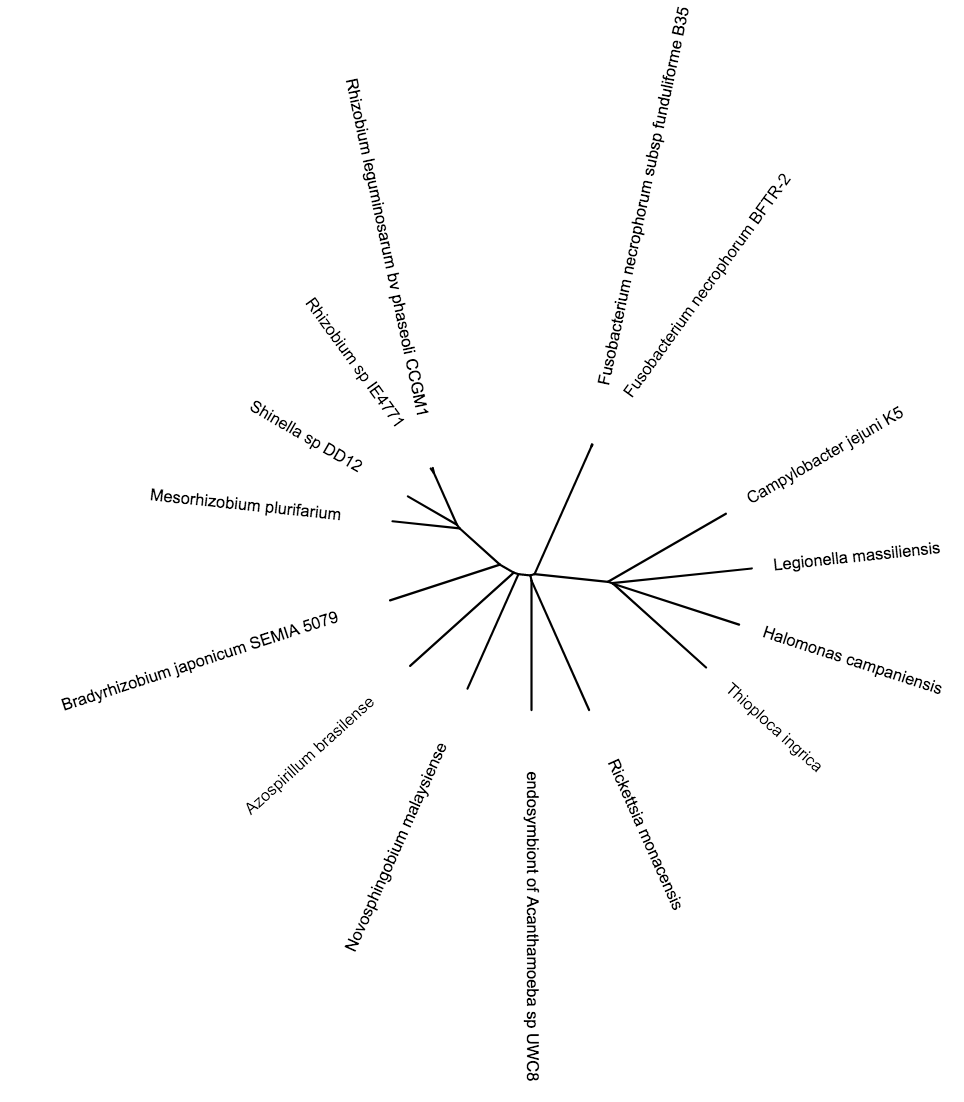 Fusobacterium necrophorum subsp funduliforme B35
Fusobacterium necrophorum BFTR-2
Campylobacter jejuni K5
Legionella massiliensis
Halomonas campaniensis
Thioploca ingrica
Rickettsia monacensis
endosymbiont of Acanthamoeba sp UWC8
Novosphingobium malaysiense
Azospirillum brasilense
Bradyrhizobium japonicum SEMIA 5079
Mesorhizobium plurifarium
Shinella sp DD12
Rhizobium sp IE4771
Rhizobium leguminosarum bv phaseoli CCGM1